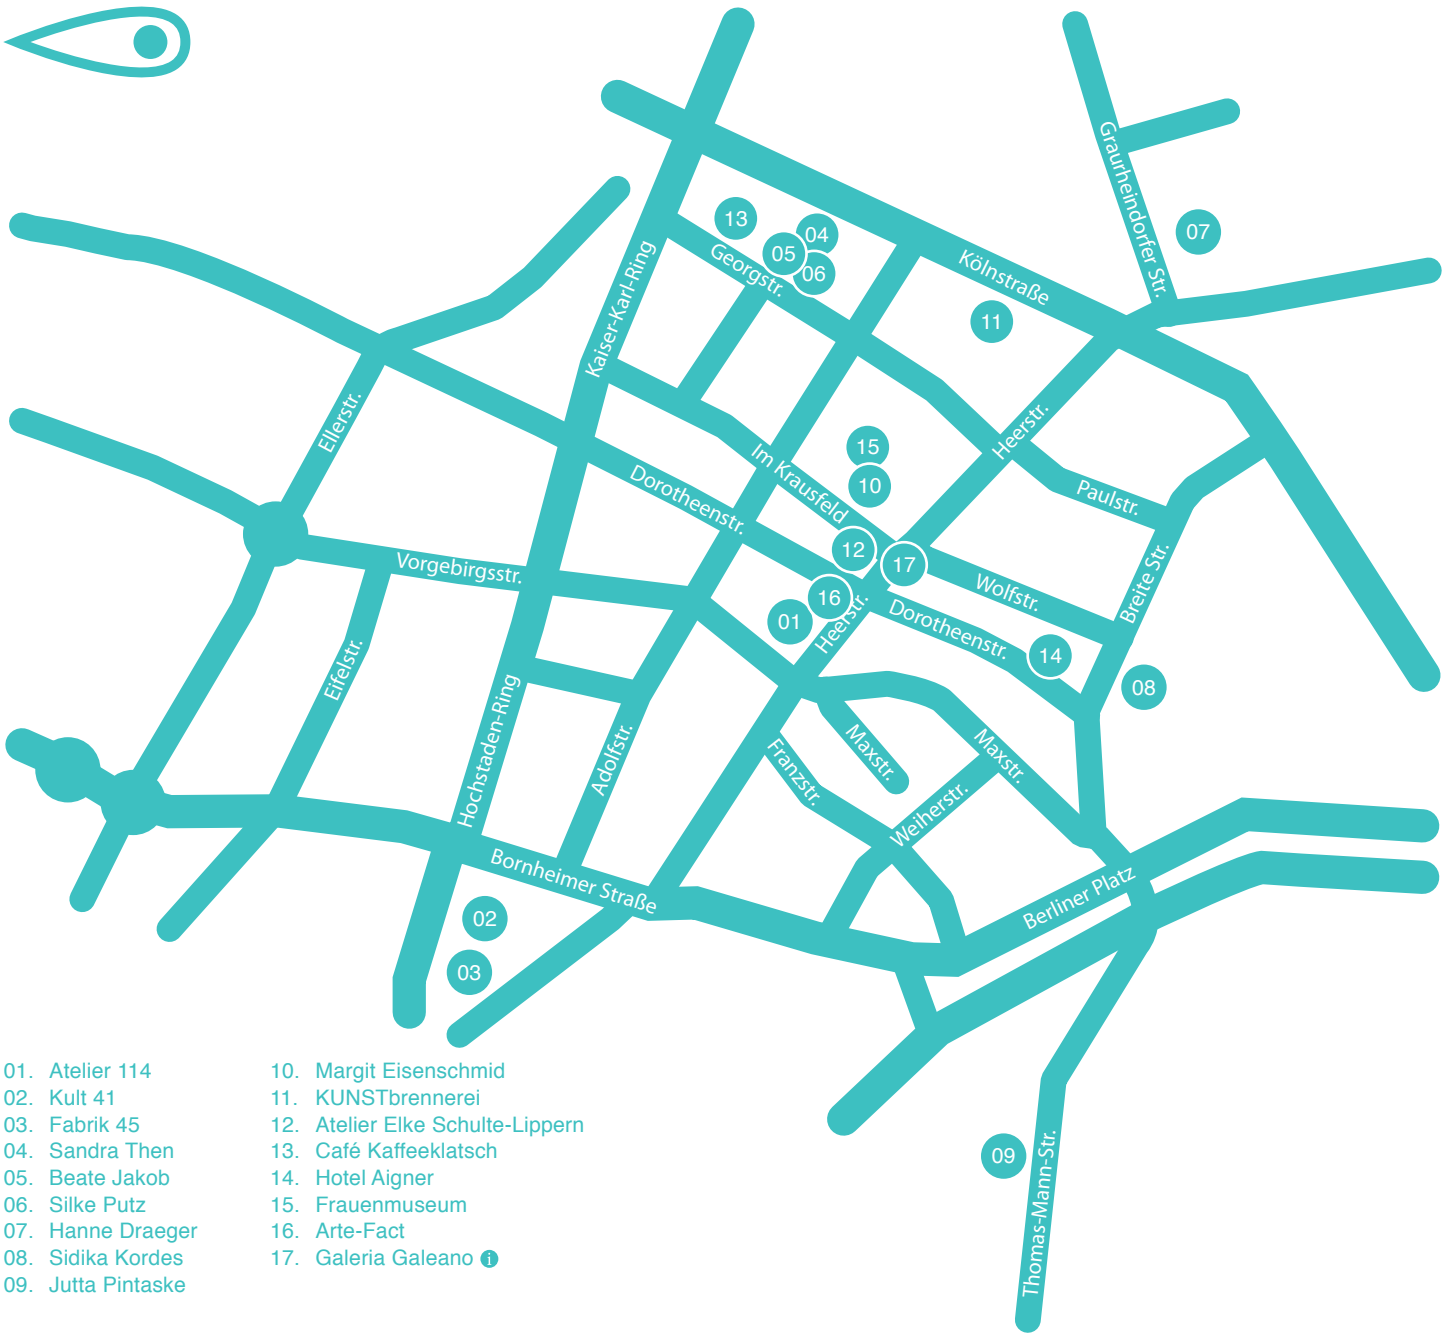 13
04
05
06
07
11
15
10
12
17
16
01
14
08
02
03
09
Graurheindorfer Str.
Kölnstraße
Georgstr.
Kaiser-Karl-Ring
Ellerstr.
Heerstr.
Im Krausfeld
Dorotheenstr.
Paulstr.
Vorgebirgsstr.
Breite Str.
Wolfstr.
Heerstr.
Dorotheenstr.
Eifelstr.
Hochstaden-Ring
Adolfstr.
Maxstr.
Maxstr.
Franzstr.
Weiherstr.
Bornheimer Straße
Berliner Platz
Thomas-Mann-Str.
01. Atelier 114
02. Kult 41
03. Fabrik 45
04. Sandra Then
05. Beate Jakob
06. Silke Putz
07. Hanne Draeger
08. Sidika Kordes
09. Jutta Pintaske
10. Margit Eisenschmid
11. KUNSTbrennerei
12. Atelier Elke Schulte-Lippern
13. Café Kaffeeklatsch
14. Hotel Aigner
15. Frauenmuseum
16. Arte-Fact
17. Galeria Galeano i